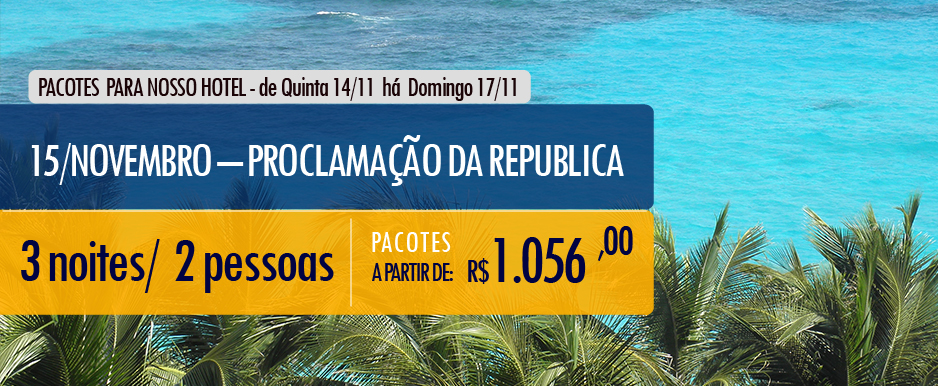 PACOTES PARA NOSSO HOTEL - de Quinta 14/11 há Domingo 17/11
15/NOVEMBRO – PROCLAMAÇÃO DA REPUBLICA
3 noites/ 2 pessoas
PACOTES
A PARTIR DE: R$ 1.056,00